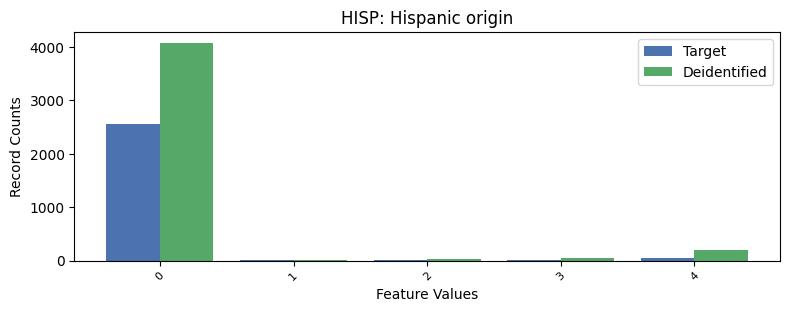 HISP: Hispanic origin
Target
Deidentified
Record Counts
4000
3000
2000
1000
0
0 1 2 3 4
Feature Values